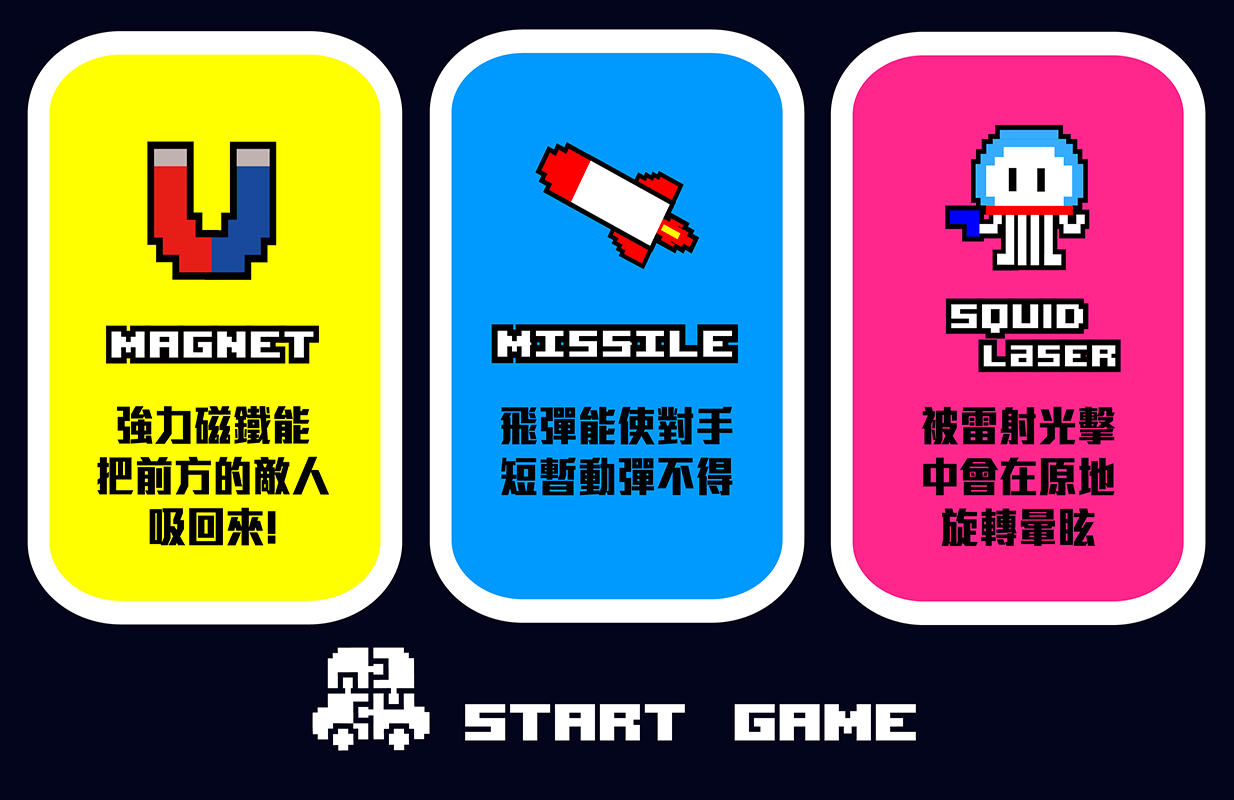 MAGNET
強力磁鐵能
把前方的敵人
吸回來!
MISSILE
飛彈能使對手
短暫動彈不得
SQUID
LaSER
被雷射光擊
中會在原地
旋轉暈眩
START GAME